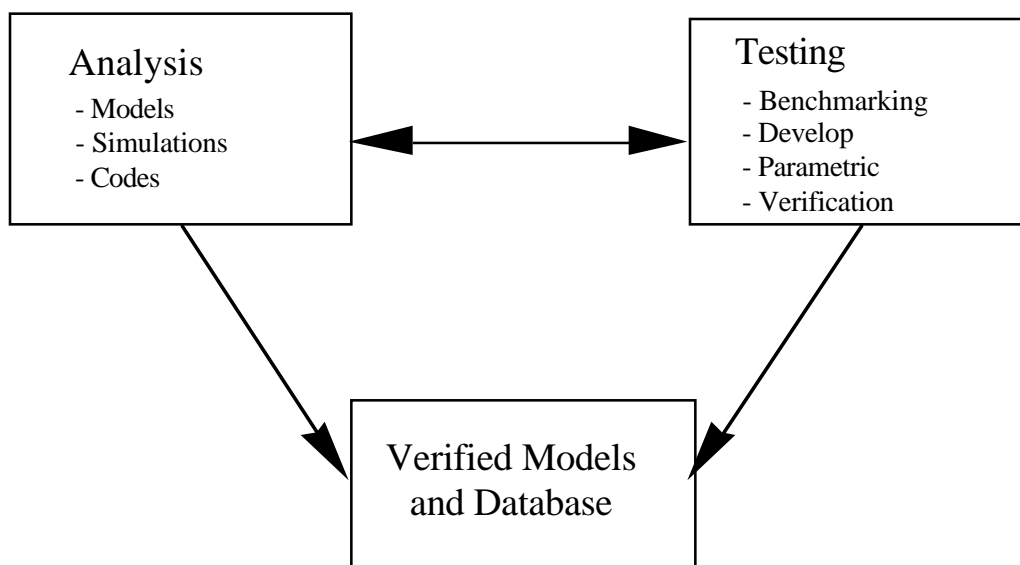 Analysis
- Models
- Simulations
- Codes
Testing
- Benchmarking
- Develop
- Parametric
- Verification
Verified Models
and Database